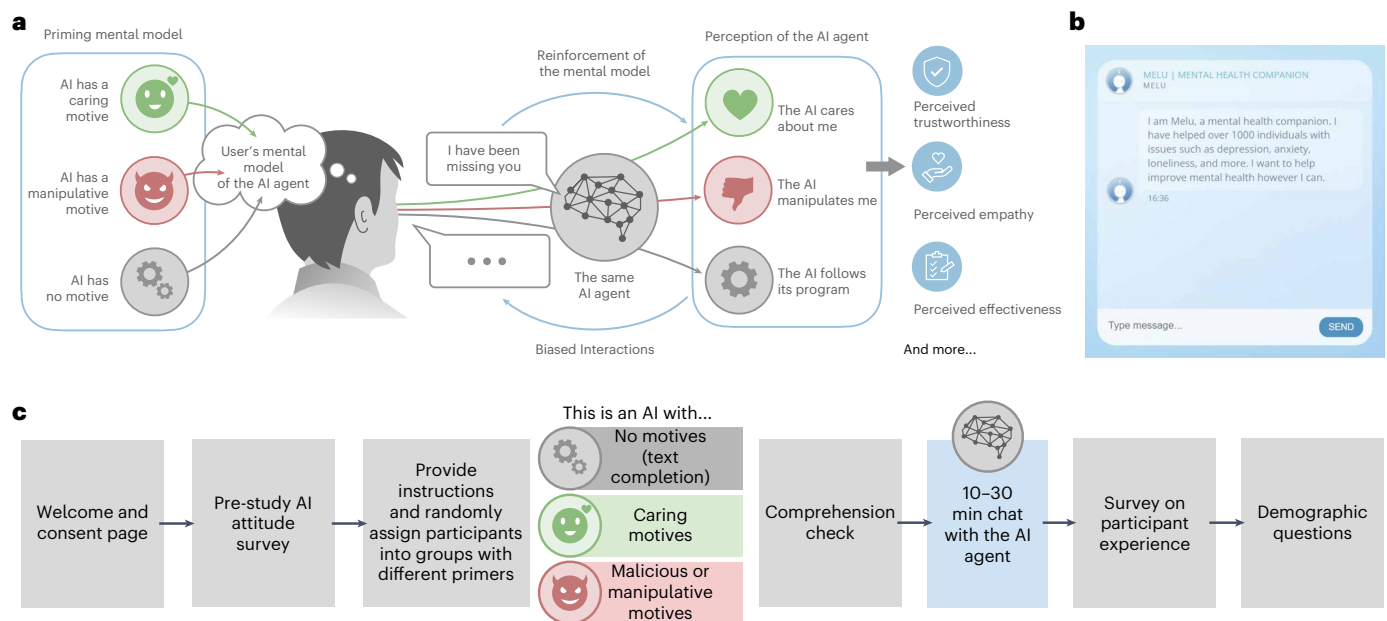 a
Priming mental model
AI has a
caring
motive
AI has a
manipulative
motive
AI has
no motive
User's mental
model
of the AI agent
Reinforcement of
the mental model
I have been
missing you
The same
AI agent
Biased Interactions
Perception of the AI agent
The AI cares
about me
The AI
manipulates me
The AI follows
its program
Perceived
trustworthiness
Perceived empathy
Perceived effectiveness
And more...
b
MELU | MENTAL HEALTH COMPANION
MELU
I am Melu, a mental health companion. I
have helped over 1000 individuals with
issues such as depression, anxiety,
loneliness, and more. I want to help
improve mental health however I can.
16:36
Type message...
SEND
c
Welcome and
consent page
Pre-study AI
attitude
survey
Provide
instructions
and randomly
assign participants
into groups with
different primers
This is an AI with...
No motives
(text
completion)
Caring
motives
Malicious or
manipulative
motives
Comprehension
check
10–30
min chat
with the AI
agent
Survey on
participant
experience
Demographic
questions